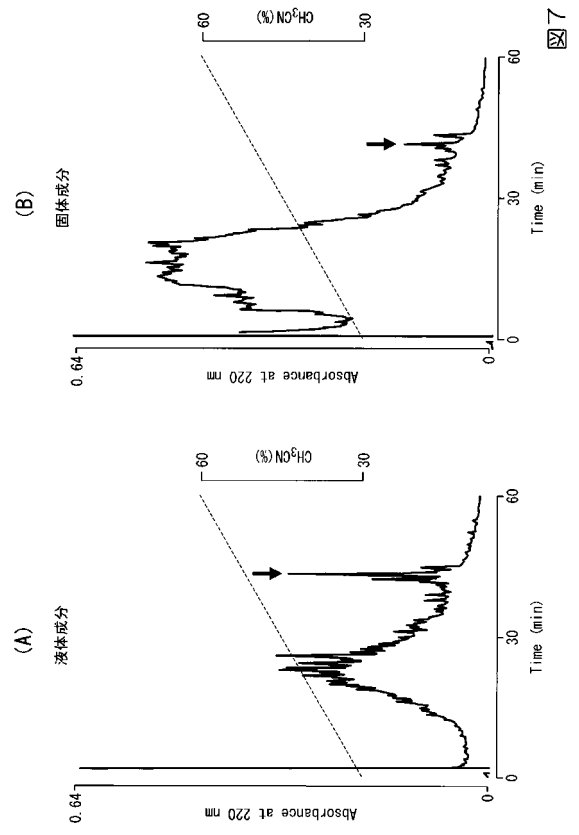 (A)
液体成分
0.64
Absorbance at 220 nm
0
60
CH₃CN(%)
30
0
30
60
Time (min)
(B)
固体成分
0.64
Absorbance at 220 nm
0
60
CH₃CN(%)
30
0
30
60
Time (min)
図7